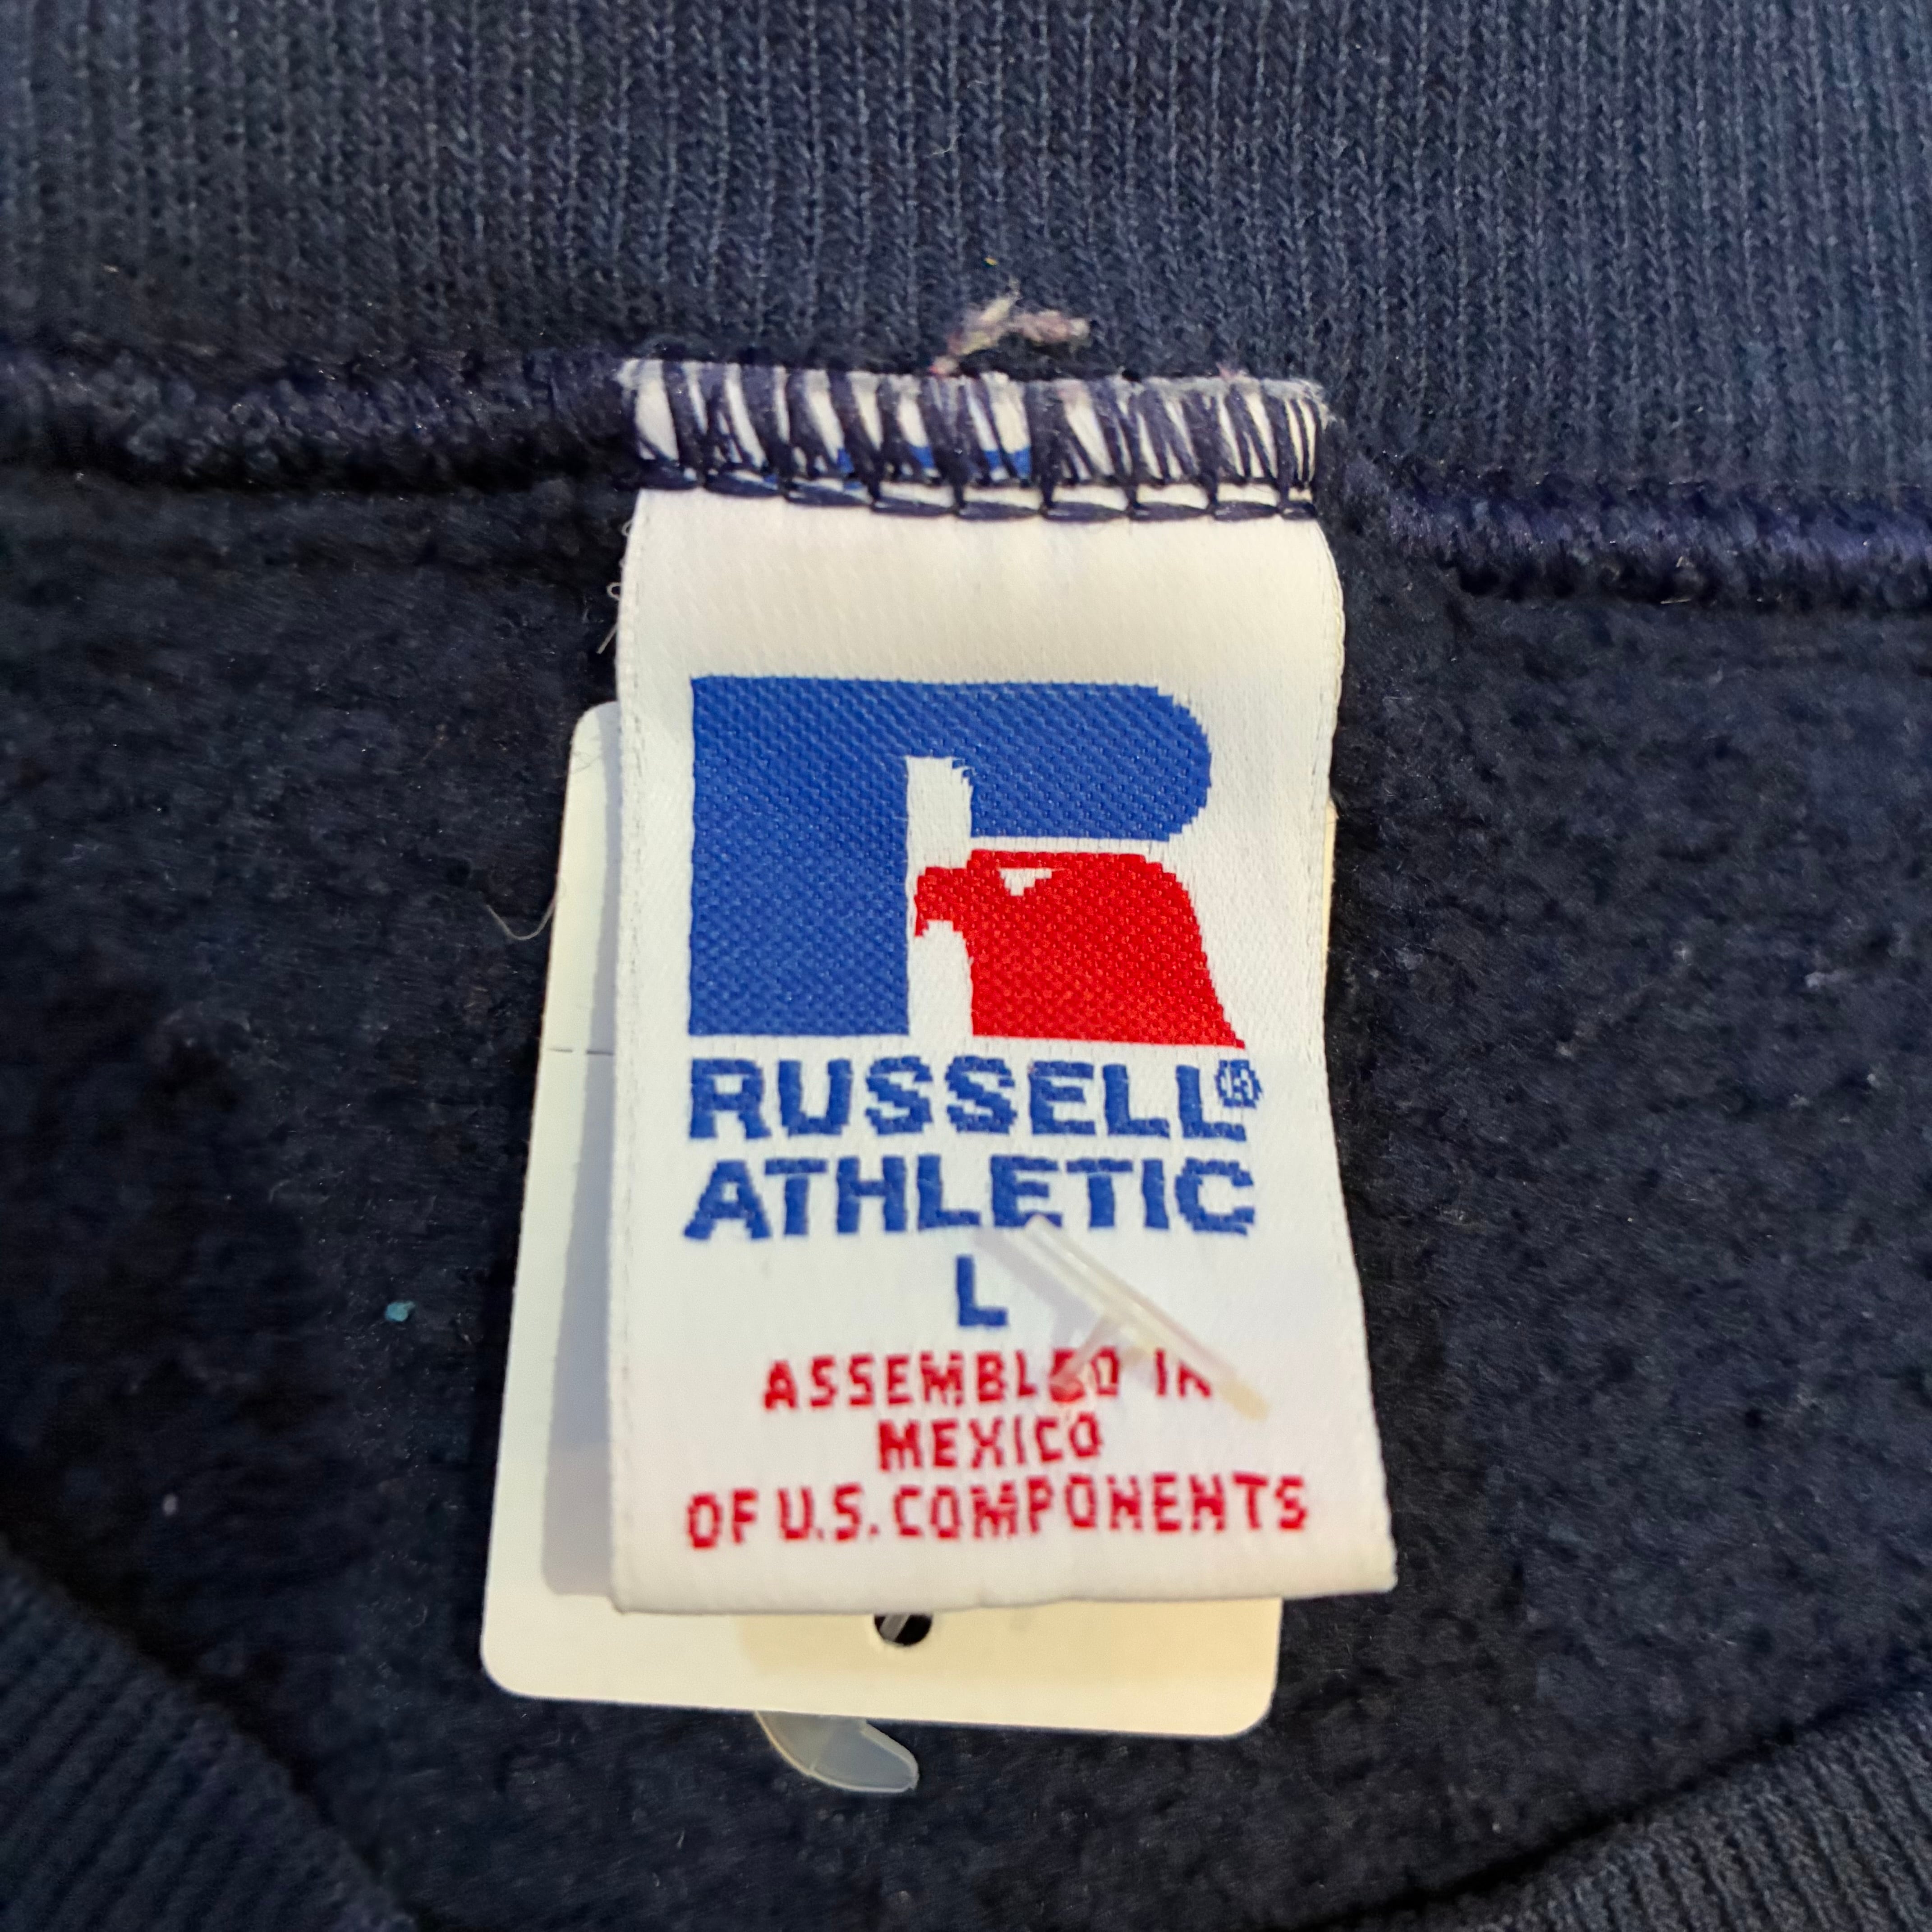 RUSSELL®
ATHLETIC
L
ASSEMBLED IN
MEXICO
OF U.S. COMPONENTS